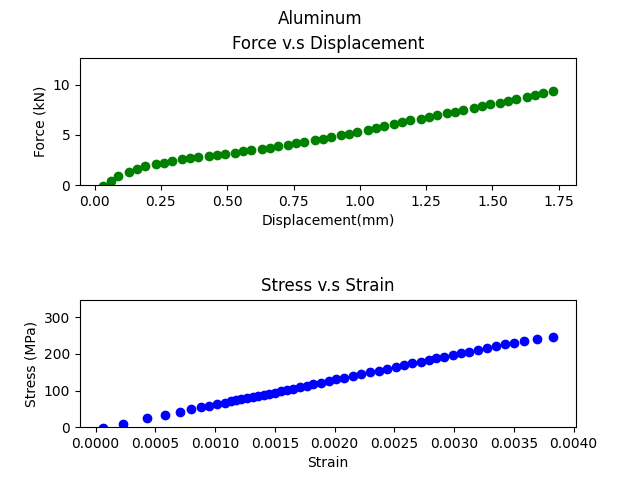 Aluminum
Force v.s Displacement
10
5
0
Force (kN)
0.00 0.25 0.50 0.75 1.00 1.25 1.50 1.75
Displacement(mm)
Stress v.s Strain
300
200
100
0
Stress (MPa)
0.0000 0.0005 0.0010 0.0015 0.0020 0.0025 0.0030 0.0035 0.0040
Strain